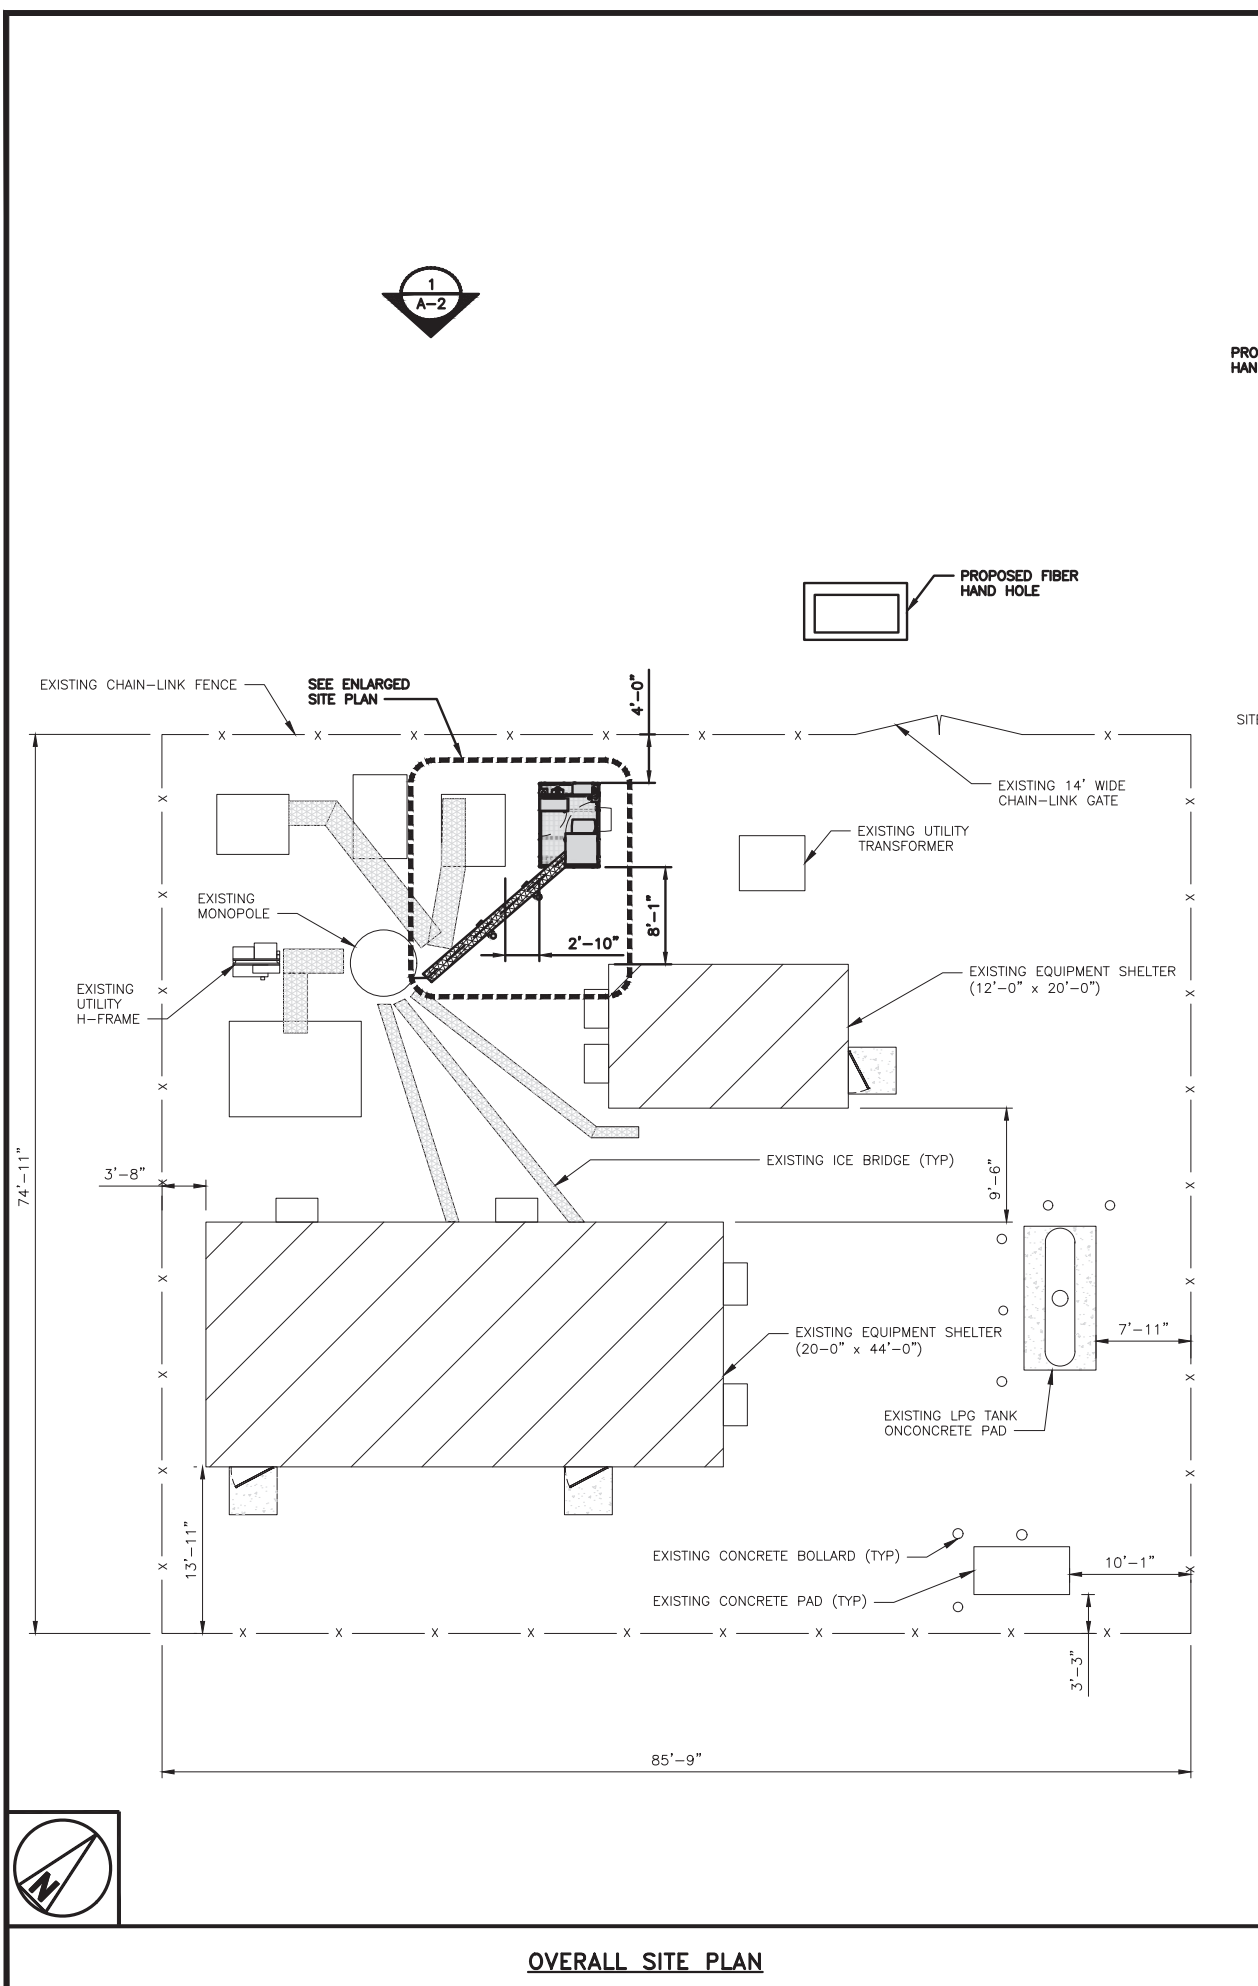 1
A-2
PRO
HAN
PROPOSED FIBER
HAND HOLE
EXISTING CHAIN-LINK FENCE
SEE ENLARGED
SITE PLAN
4'-0"
SITE
X X X X X X X X
EXISTING 14' WIDE
CHAIN-LINK GATE
EXISTING UTILITY
TRANSFORMER
EXISTING
MONOPOLE
8'-1"
2'-10"
EXISTING EQUIPMENT SHELTER
(12'-0" x 20'-0")
EXISTING
UTILITY
H-FRAME
74'-11"
3'-8"
EXISTING ICE BRIDGE (TYP)
9'-6"
7'-11"
EXISTING EQUIPMENT SHELTER
(20-0" x 44'-0")
EXISTING LPG TANK
ONCONCRETE PAD
13'-11"
EXISTING CONCRETE BOLLARD (TYP)
10'-1"
EXISTING CONCRETE PAD (TYP)
X X X X X X X X X X
3'-3"
85'-9"
N
OVERALL SITE PLAN